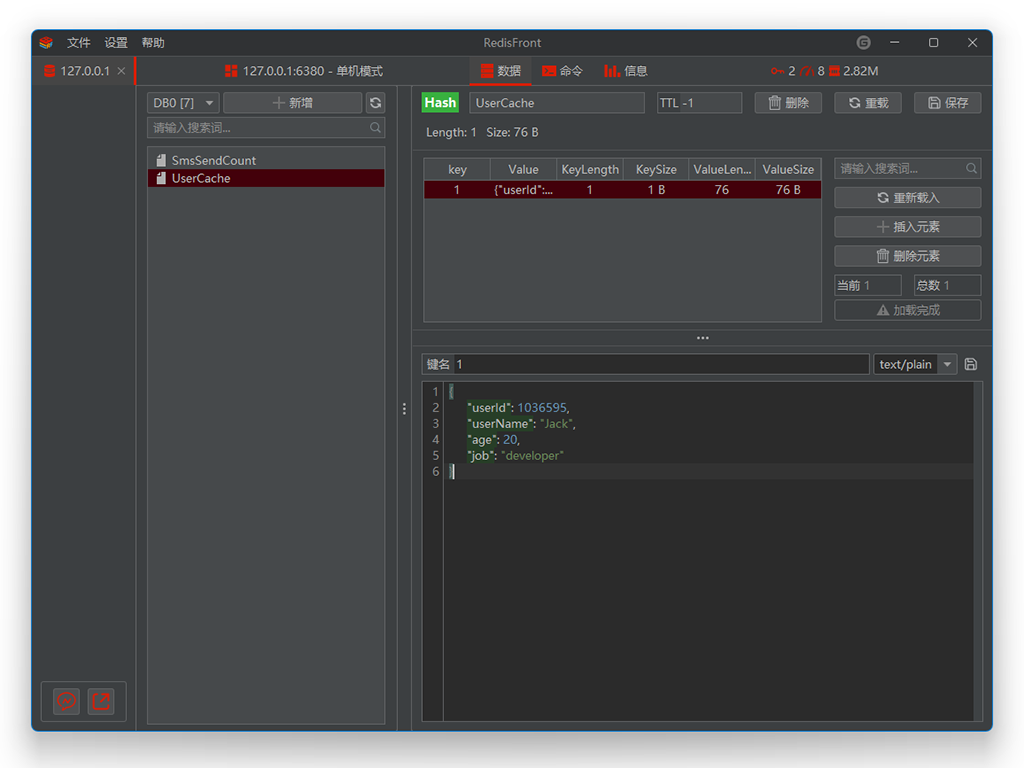 文件 设置 帮助 RedisFront
127.0.0.1 127.0.0.1:6380 - 单机模式 数据 命令 信息 2 8 2.82M
DB0 [7] 新增
请输入搜索词...
SmsSendCount
UserCache
Hash UserCache TTL -1 删除 重载 保存
Length: 1 Size: 76 B
key Value KeyLength KeySize ValueLen... ValueSize
1 {"userId":... 1 1 B 76 76 B
请输入搜索词...
重新载入
插入元素
删除元素
当前 1 总数 1
加载完成
键名 1 text/plain
1 {
2 "userId": 1036595,
3 "userName": "Jack",
4 "age": 20,
5 "job": "developer"
6 }